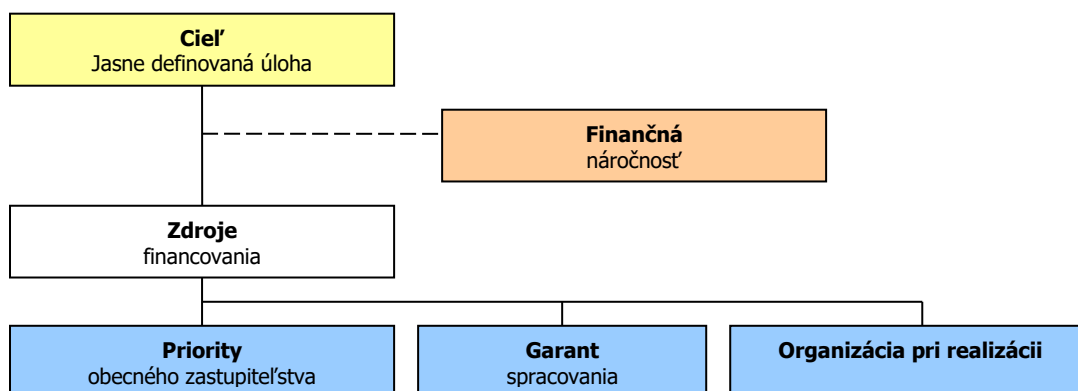 Cieľ
Jasne definovaná úloha
Finančná
náročnosť
Zdroje
financovania
Priority
obecného zastupiteľstva
Garant
spracovania
Organizácia pri realizácii